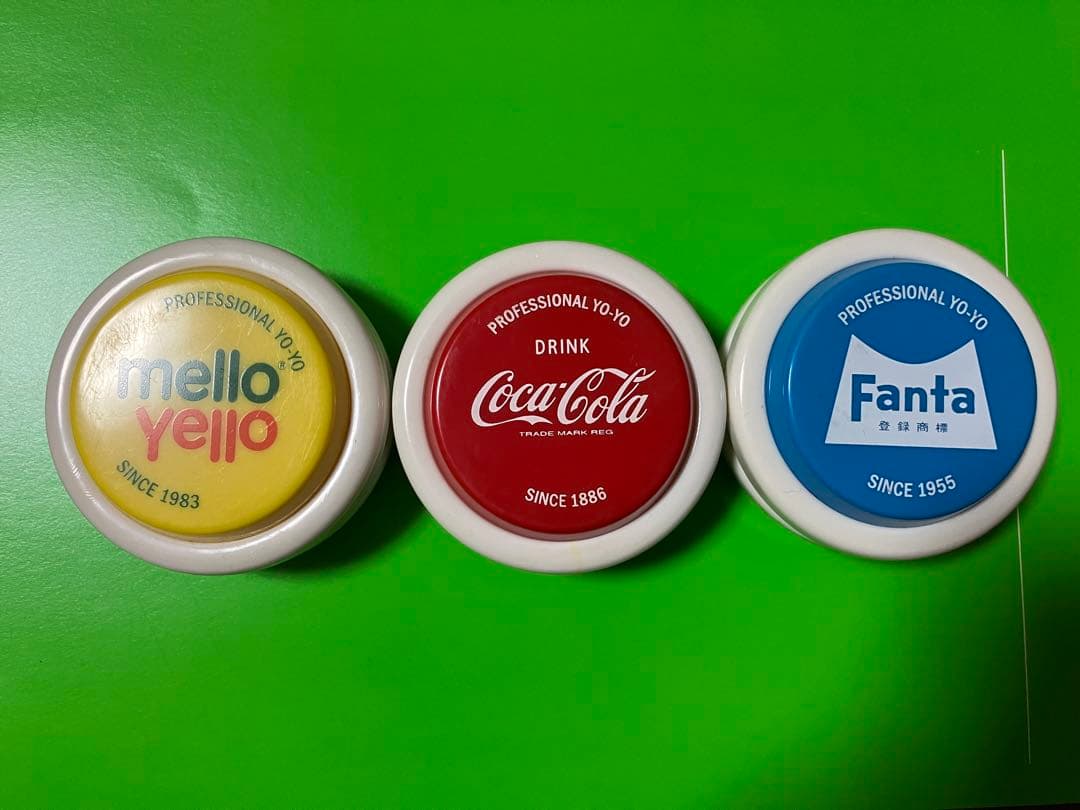 PROFESSIONAL YO-YO
mello®
yello
SINCE 1983
PROFESSIONAL YO-YO
DRINK
Coca-Cola
TRADE MARK REG
SINCE 1886
PROFESSIONAL YO-YO
Fanta
登録商標
SINCE 1955